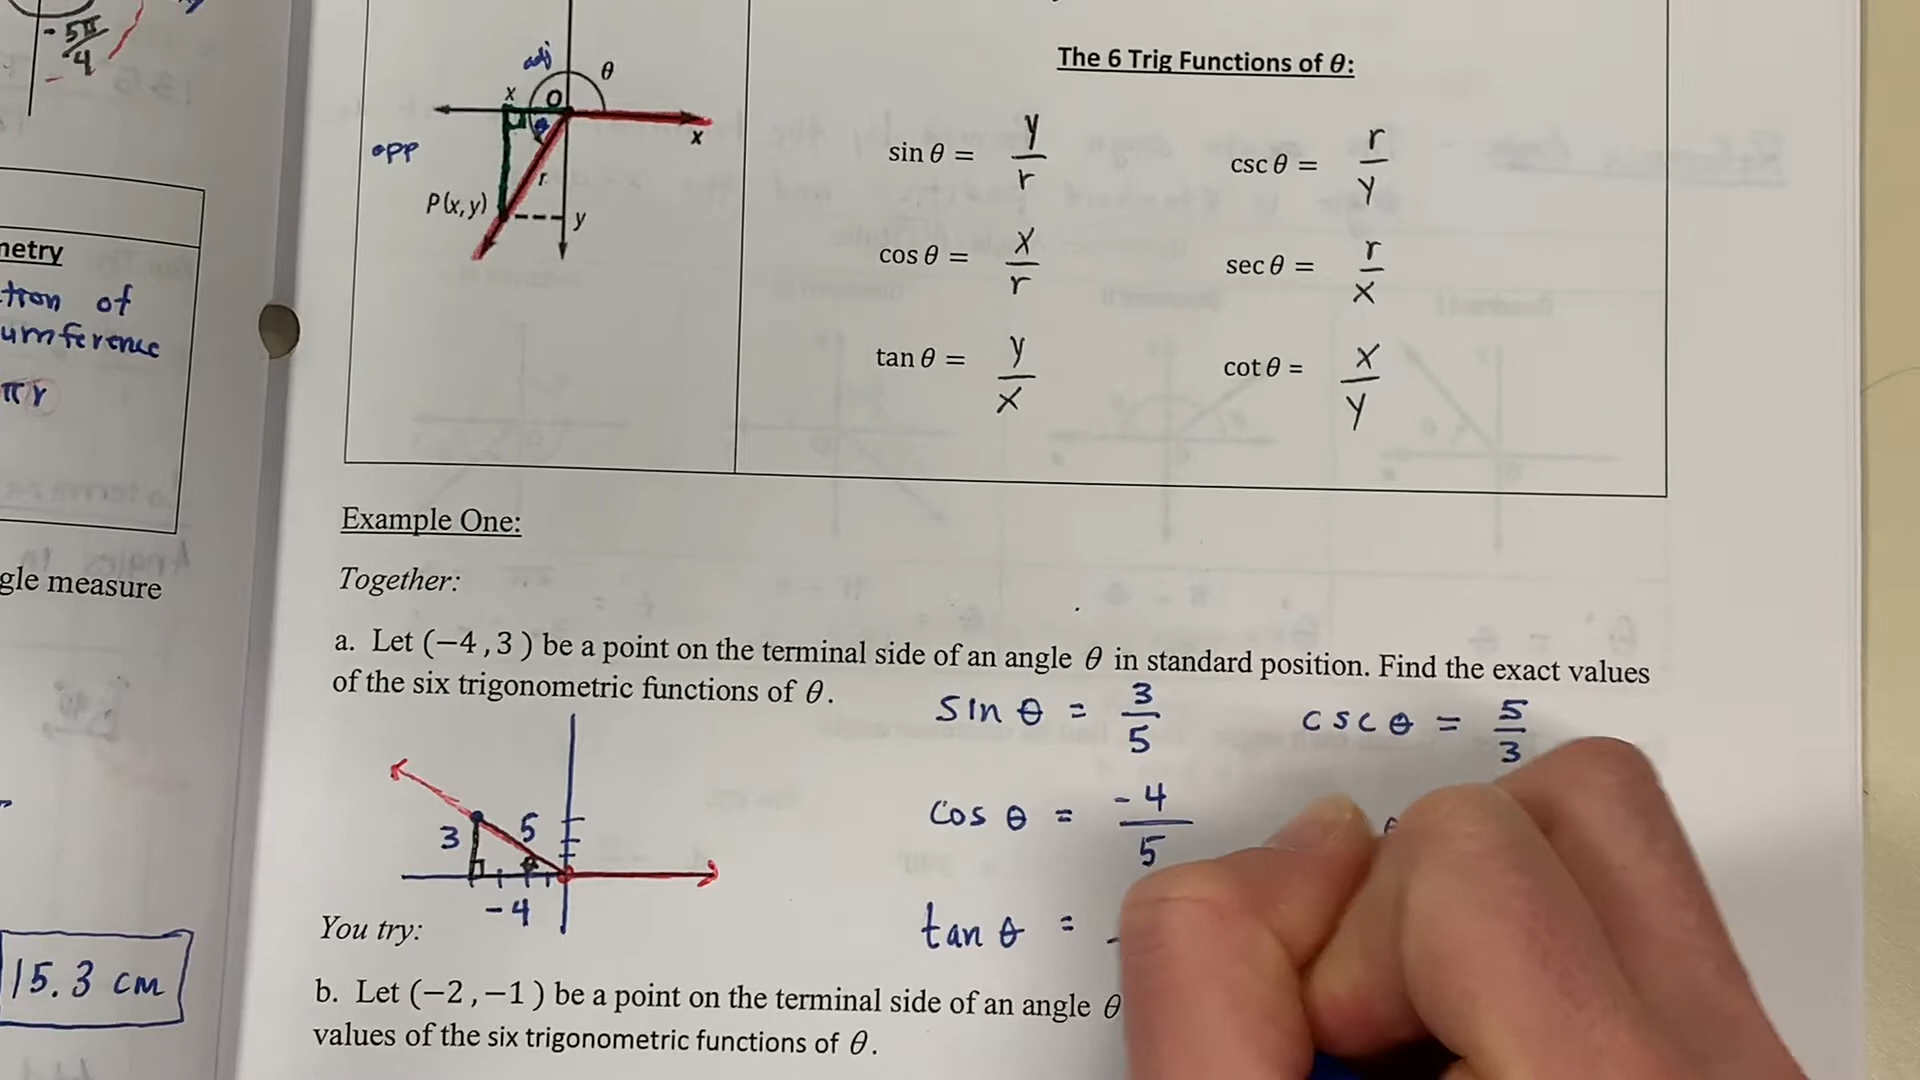 - 5π/4
metry
tion of
umference
πr
gle measure
15.3 cm
adj
θ
x
O
x
opp
r
P(x,y)
y
The 6 Trig Functions of θ:
sin θ = y/r
csc θ = r/y
cos θ = x/r
sec θ = r/x
tan θ = y/x
cot θ = x/y
Example One:
Together:
a. Let (−4, 3) be a point on the terminal side of an angle θ in standard position. Find the exact values
of the six trigonometric functions of θ.
sin θ = 3/5
csc θ = 5/3
3
5
-4
cos θ = -4/5
tan θ = -
You try:
b. Let (−2, −1) be a point on the terminal side of an angle θ
values of the six trigonometric functions of θ.